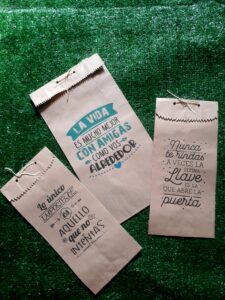 LA VIDA
ES MUCHO MEJOR
CON AMIGAS
COMO VOS
ALREDEDOR
Nunca
te rindas
A VECES LA
ÚLTIMA
Llave
ES LA
QUE ABRE LA
puerta
Lo único
IMPOSIBLE
ES
AQUELLO
que no
INTENTAS